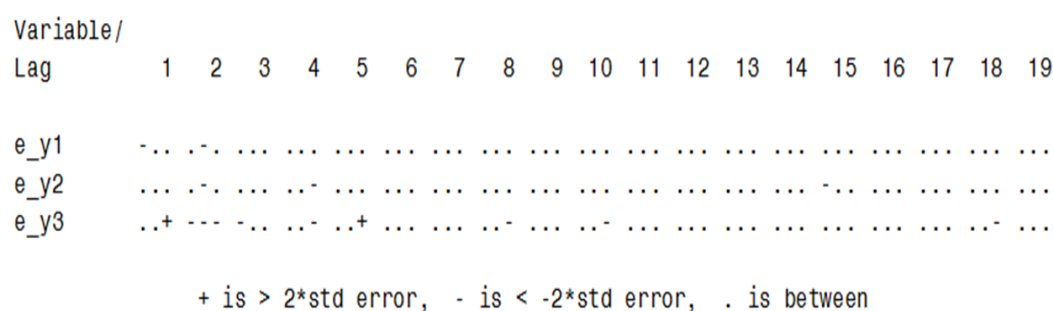 Variable/
Lag 1 2 3 4 5 6 7 8 9 10 11 12 13 14 15 16 17 18 19
e_y1 -.. .-. ... ... ... ... ... ... ... ... ... ... ... ... ... ... ... ... ...
e_y2 ... .-. ... ..- ... ... ... ... ... ... ... ... ... ... -.. ... ... ... ...
e_y3 ..+ --- -.. ..- ..+ ... ... ..- ... ..- ... ... ... ... ... ... ... ..- ...
+ is > 2*std error, - is < -2*std error, . is between